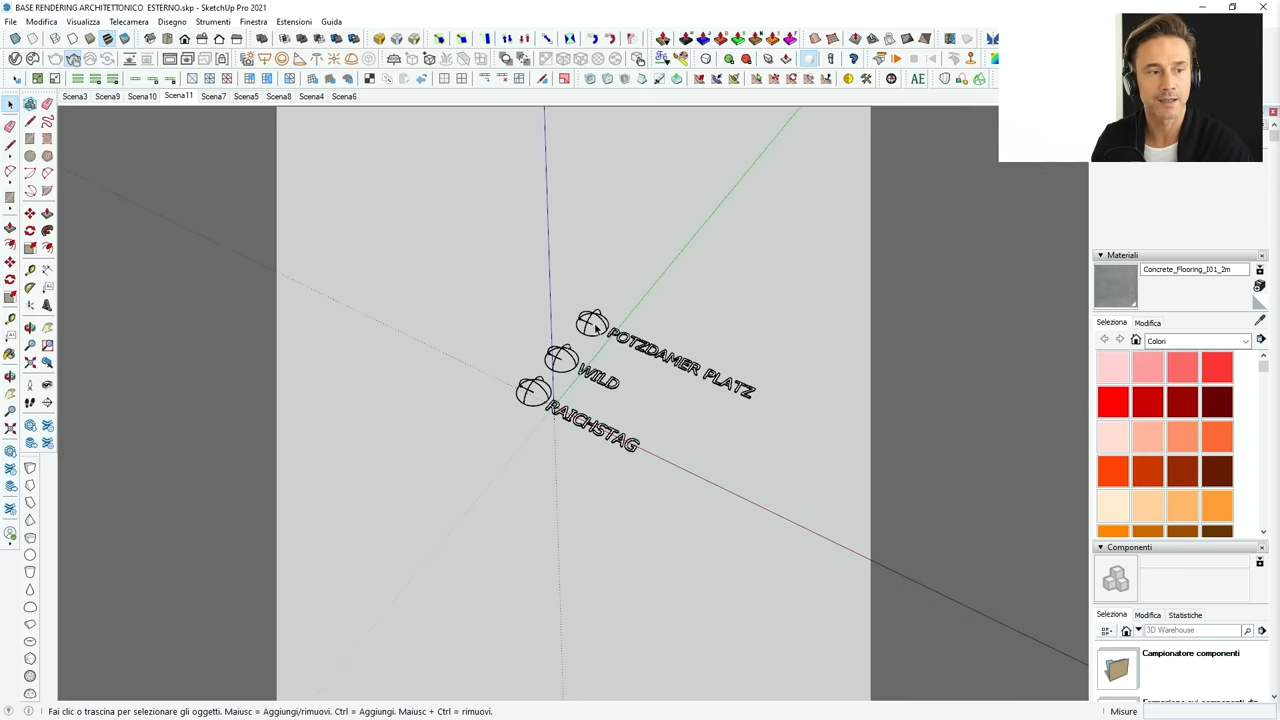 BASE RENDERING ARCHITETTONICO ESTERNO.skp - SketchUp Pro 2021
File Modifica Visualizza Telecamera Disegno Strumenti Finestra Estensioni Guida
AE
Scena3 Scena9 Scena10 Scena11 Scena7 Scena5 Scena8 Scena4 Scena6
POTZDAMER PLATZ
WILD
RAICHSTAG
Materiali
Concrete_Flooring_I01_2m
Seleziona Modifica
Colori
Componenti
Seleziona Modifica Statistiche
3D Warehouse
Campionatore componenti
Fai clic o trascina per selezionare gli oggetti. Maiusc = Aggiungi/rimuovi. Ctrl = Aggiungi. Maiusc + Ctrl = rimuovi.
Misure